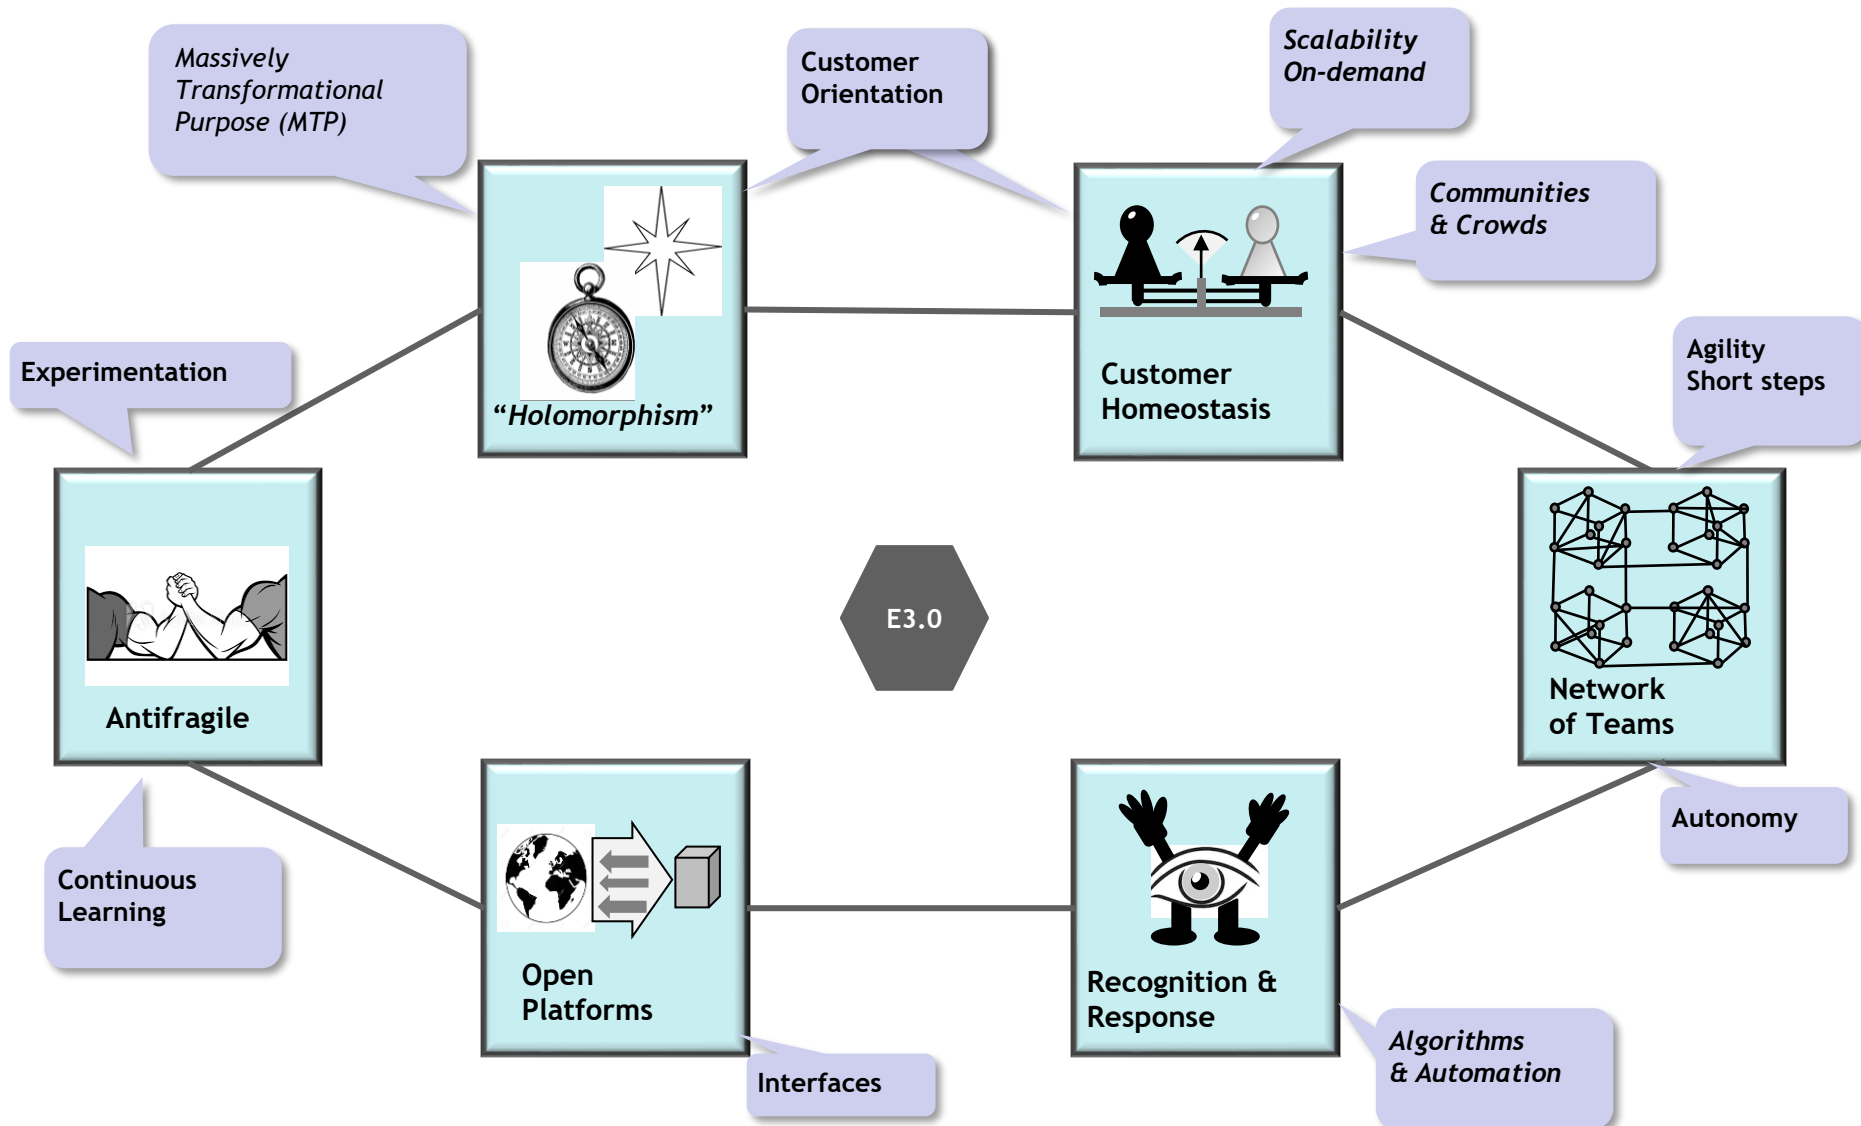 Massively
Transformational
Purpose (MTP)
Customer
Orientation
Scalability
On-demand
Communities
& Crowds
Experimentation
“Holomorphism”
Customer
Homeostasis
Agility
Short steps
E3.0
Antifragile
Network
of Teams
Autonomy
Continuous
Learning
Open
Platforms
Recognition &
Response
Interfaces
Algorithms
& Automation